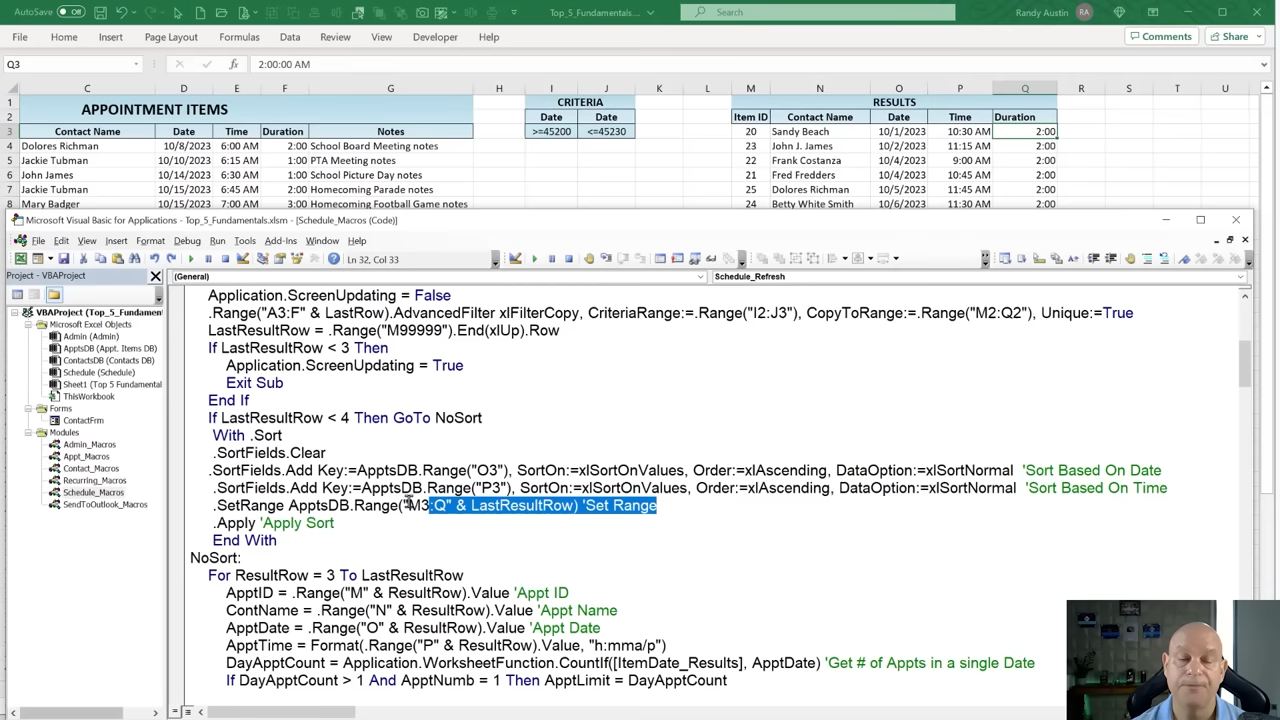 AutoSave Off Top_5_Fundamentals.... Search Randy Austin RA
File Home Insert Page Layout Formulas Data Review View Developer Help Comments Share
Q3 fx 2:00:00 AM
C D E F G H I J K L M N O P Q R S T U
1 APPOINTMENT ITEMS CRITERIA RESULTS
2 Date Date Item ID Contact Name Date Time Duration
3 Contact Name Date Time Duration Notes >=45200 <=45230 20 Sandy Beach 10/1/2023 10:30 AM 2:00
4 Dolores Richman 10/8/2023 6:00 AM 2:00 School Board Meeting notes 23 John J. James 10/2/2023 11:15 AM 2:00
5 Jackie Tubman 10/10/2023 6:15 AM 1:00 PTA Meeting notes 22 Frank Costanza 10/4/2023 9:00 AM 2:00
6 John James 10/14/2023 6:30 AM 1:00 School Picture Day notes 21 Fred Fredders 10/4/2023 10:45 AM 2:00
7 Jackie Tubman 10/15/2023 6:45 AM 1:00 Homecoming Parade notes 25 Dolores Richman 10/5/2023 11:45 AM 2:00
8 Mary Badger 10/15/2023 7:00 AM 3:00 Homecoming Football Game notes 24 Betty White Smith 10/6/2023 11:30 AM 2:00
Microsoft Visual Basic for Applications - Top_5_Fundamentals.xlsm - [Schedule_Macros (Code)]
File Edit View Insert Format Debug Run Tools Add-Ins Window Help
Ln 32, Col 33
Project - VBAProject
(General) Schedule_Refresh
VBAProject (Top_5_Fundamen
Microsoft Excel Objects
Admin (Admin)
ApptsDB (Appt. Items DB)
ContactsDB (Contacts DB)
Schedule (Schedule)
Sheet1 (Top 5 Fundamental
ThisWorkbook
Forms
ContactFrm
Modules
Admin_Macros
Appt_Macros
Contact_Macros
Recurring_Macros
Schedule_Macros
SendToOutlook_Macros
Application.ScreenUpdating = False
.Range("A3:F" & LastRow).AdvancedFilter xlFilterCopy, CriteriaRange:=.Range("I2:J3"), CopyToRange:=.Range("M2:Q2"), Unique:=True
LastResultRow = .Range("M99999").End(xlUp).Row
If LastResultRow < 3 Then
Application.ScreenUpdating = True
Exit Sub
End If
If LastResultRow < 4 Then GoTo NoSort
With .Sort
.SortFields.Clear
.SortFields.Add Key:=ApptsDB.Range("O3"), SortOn:=xlSortOnValues, Order:=xlAscending, DataOption:=xlSortNormal 'Sort Based On Date
.SortFields.Add Key:=ApptsDB.Range("P3"), SortOn:=xlSortOnValues, Order:=xlAscending, DataOption:=xlSortNormal 'Sort Based On Time
.SetRange ApptsDB.Range("M3:Q" & LastResultRow) 'Set Range
.Apply 'Apply Sort
End With
NoSort:
For ResultRow = 3 To LastResultRow
ApptID = .Range("M" & ResultRow).Value 'Appt ID
ContName = .Range("N" & ResultRow).Value 'Appt Name
ApptDate = .Range("O" & ResultRow).Value 'Appt Date
ApptTime = Format(.Range("P" & ResultRow).Value, "h:mma/p")
DayApptCount = Application.WorksheetFunction.CountIf([ItemDate_Results], ApptDate) 'Get # of Appts in a single Date
If DayApptCount > 1 And ApptNumb = 1 Then ApptLimit = DayApptCount